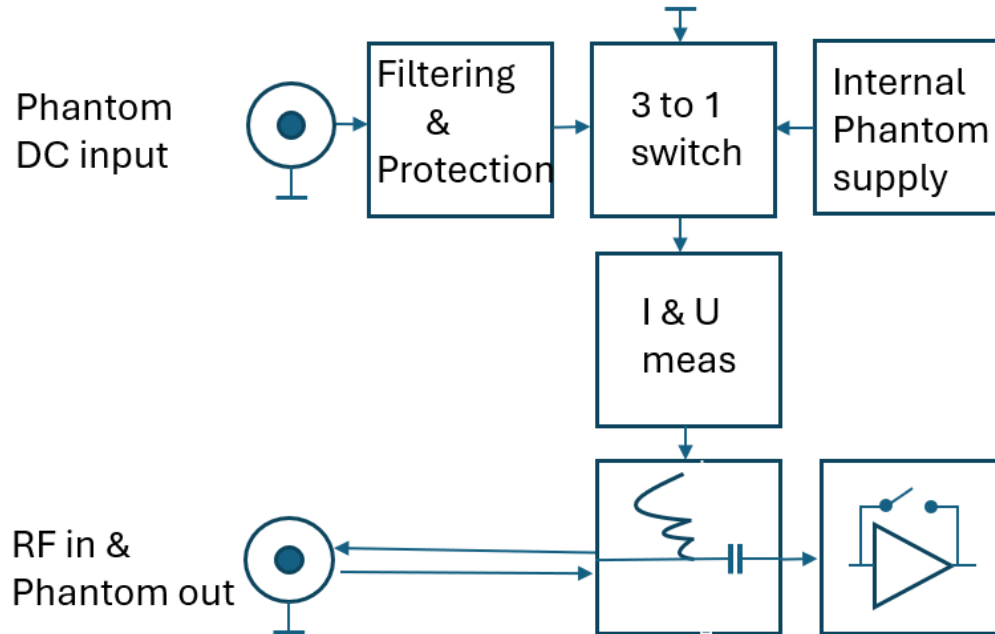 Phantom
DC input
Filtering
&
Protection
3 to 1
switch
Internal
Phantom
supply
I & U
meas
RF in &
Phantom out